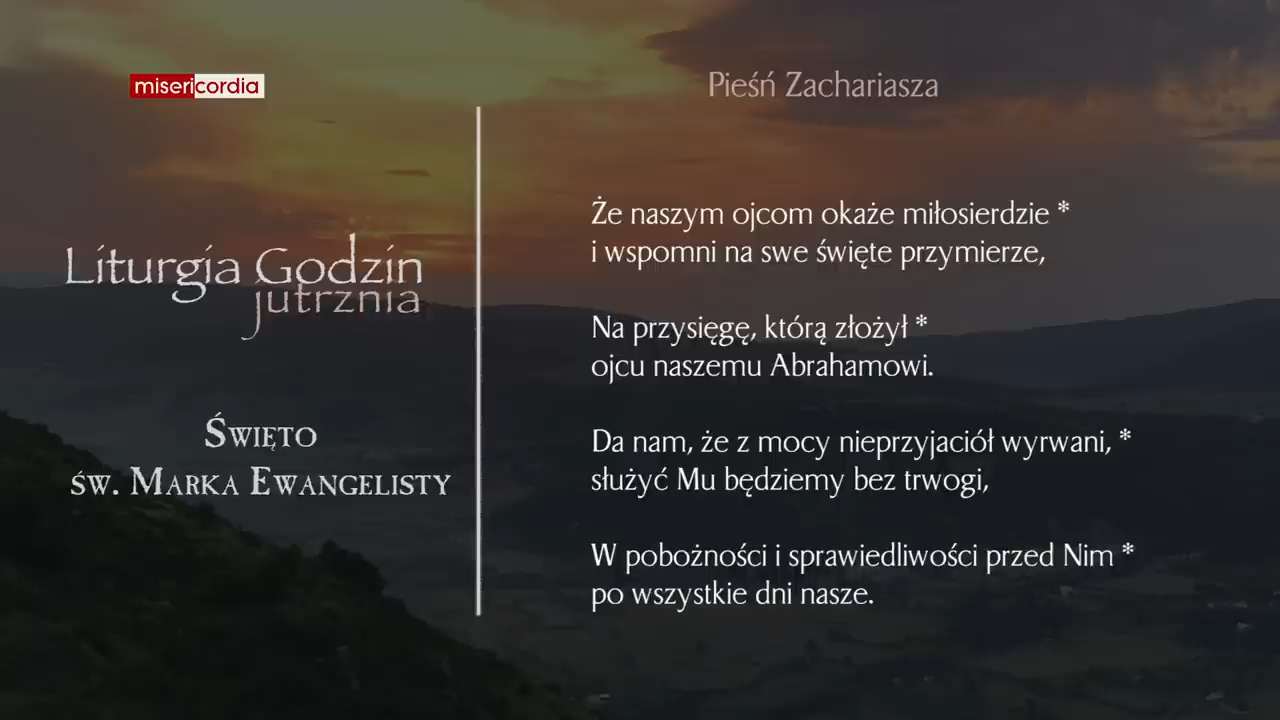 misericordia
Pieśń Zachariasza
Liturgia Godzin
jutrznia
Święto
św. Marka Ewangelisty
Że naszym ojcom okaże miłosierdzie *
i wspomni na swe święte przymierze,
Na przysięgę, którą złożył *
ojcu naszemu Abrahamowi.
Da nam, że z mocy nieprzyjaciół wyrwani, *
służyć Mu będziemy bez trwogi,
W pobożności i sprawiedliwości przed Nim *
po wszystkie dni nasze.